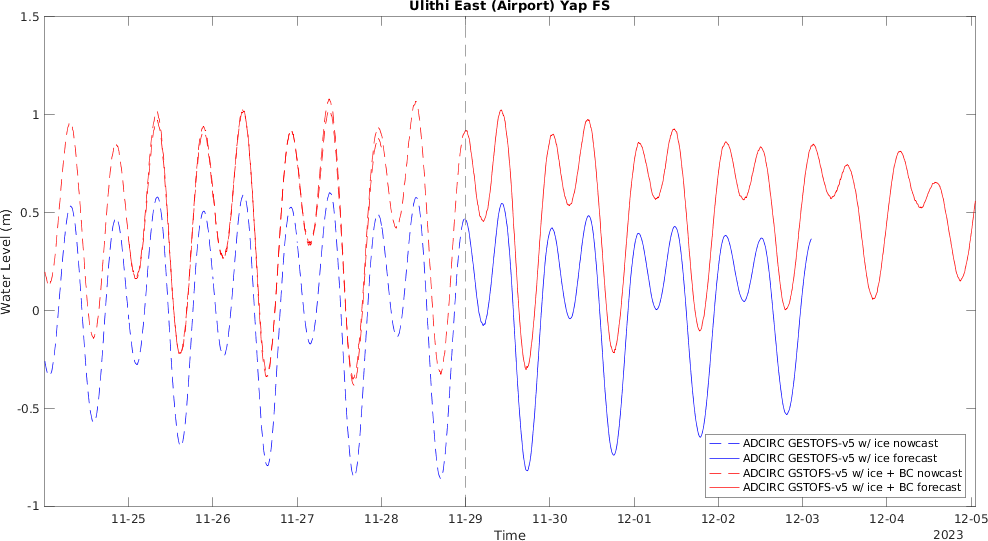 Ulithi East (Airport) Yap FS
Water Level (m)
1.5
1
0.5
0
-0.5
-1
11-25
11-26
11-27
11-28
11-29
11-30
12-01
12-02
12-03
12-04
12-05
Time
2023
ADCIRC GESTOFS-v5 w/ ice nowcast
ADCIRC GESTOFS-v5 w/ ice forecast
ADCIRC GSTOFS-v5 w/ ice + BC nowcast
ADCIRC GSTOFS-v5 w/ ice + BC forecast